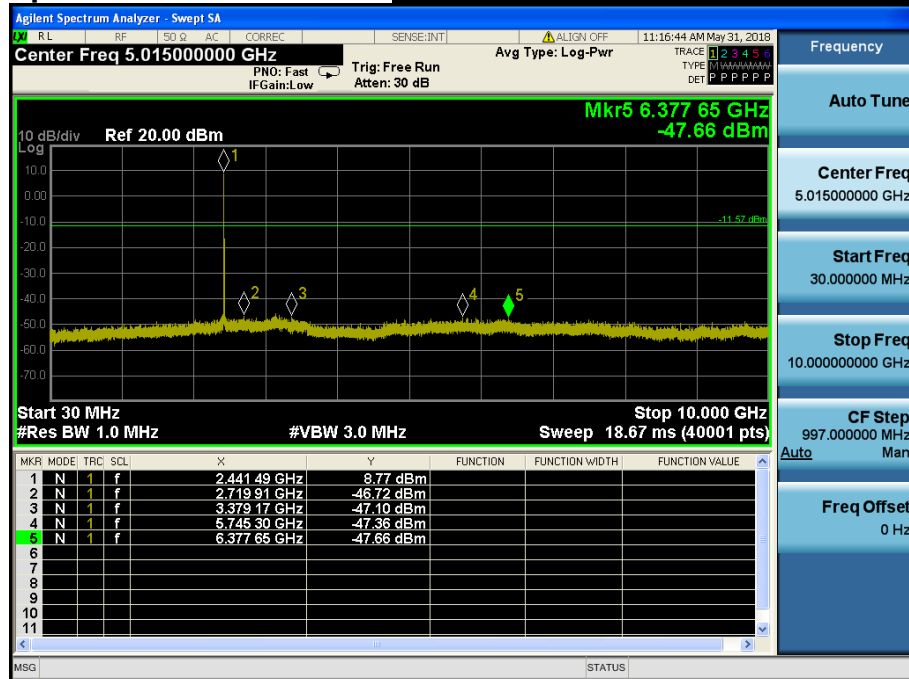 Agilent Spectrum Analyzer - Swept SA
LXI RL RF 50 Ω AC CORREC SENSE:INT ALIGN OFF 11:16:44 AM May 31, 2018
Center Freq 5.015000000 GHz Avg Type: Log-Pwr TRACE 1 2 3 4 5 6
PNO: Fast Trig: Free Run TYPE M W W W W W
IFGain:Low Atten: 30 dB DET P P P P P P
Mkr5 6.377 65 GHz
10 dB/div Ref 20.00 dBm -47.66 dBm
Log
10.0
0.00
-10.0
-11.57 dBm
-20.0
-30.0
-40.0
-50.0
-60.0
-70.0
1
2
3
4
5
Start 30 MHz Stop 10.000 GHz
#Res BW 1.0 MHz #VBW 3.0 MHz Sweep 18.67 ms (40001 pts)
MKR MODE TRC SCL X Y FUNCTION FUNCTION WIDTH FUNCTION VALUE
1 N 1 f 2.441 49 GHz 8.77 dBm
2 N 1 f 2.719 91 GHz -46.72 dBm
3 N 1 f 3.379 17 GHz -47.10 dBm
4 N 1 f 5.745 30 GHz -47.36 dBm
5 N 1 f 6.377 65 GHz -47.66 dBm
6
7
8
9
10
11
MSG STATUS
Frequency
Auto Tune
Center Freq
5.015000000 GHz
Start Freq
30.000000 MHz
Stop Freq
10.000000000 GHz
CF Step
997.000000 MHz
Auto Man
Freq Offset
0 Hz